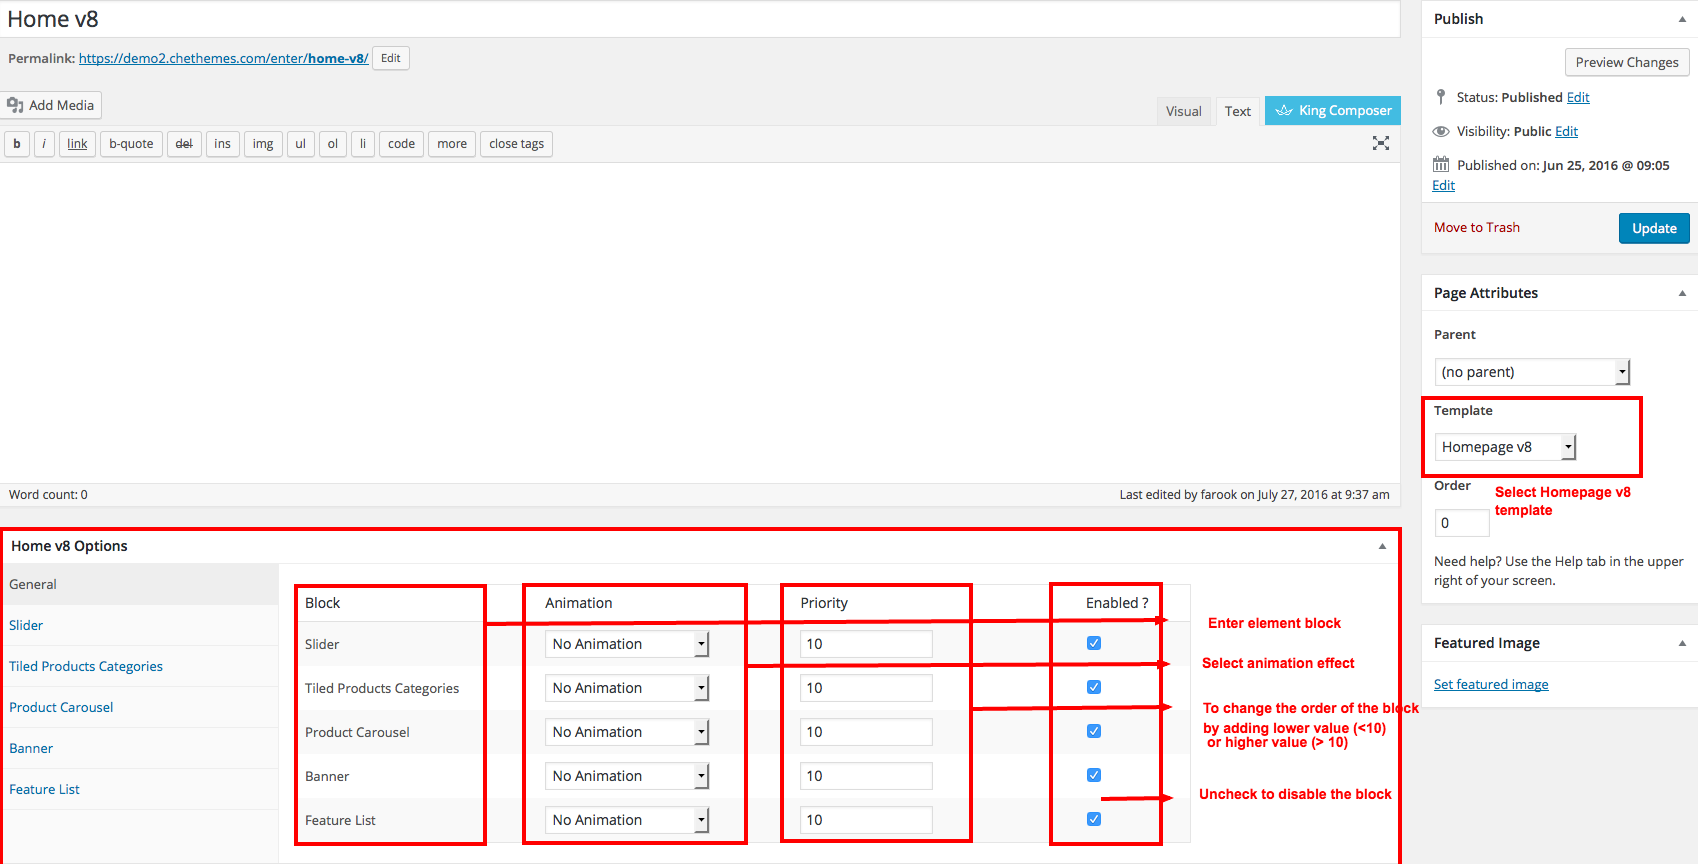 Home v8
Permalink: https://demo2.chethemes.com/enter/home-v8/ Edit
Add Media
Visual Text King Composer
b i link b-quote del ins img ul ol li code more close tags
Word count: 0
Last edited by farook on July 27, 2016 at 9:37 am
Home v8 Options
General
Slider
Tiled Products Categories
Product Carousel
Banner
Feature List
Block Animation Priority Enabled ?
Slider No Animation 10
Tiled Products Categories No Animation 10
Product Carousel No Animation 10
Banner No Animation 10
Feature List No Animation 10
Enter element block
Select animation effect
To change the order of the block
by adding lower value (<10)
or higher value (> 10)
Uncheck to disable the block
Publish
Preview Changes
Status: Published Edit
Visibility: Public Edit
Published on: Jun 25, 2016 @ 09:05
Edit
Move to Trash Update
Page Attributes
Parent
(no parent)
Template
Homepage v8
Order
Select Homepage v8
template
0
Need help? Use the Help tab in the upper
right of your screen.
Featured Image
Set featured image